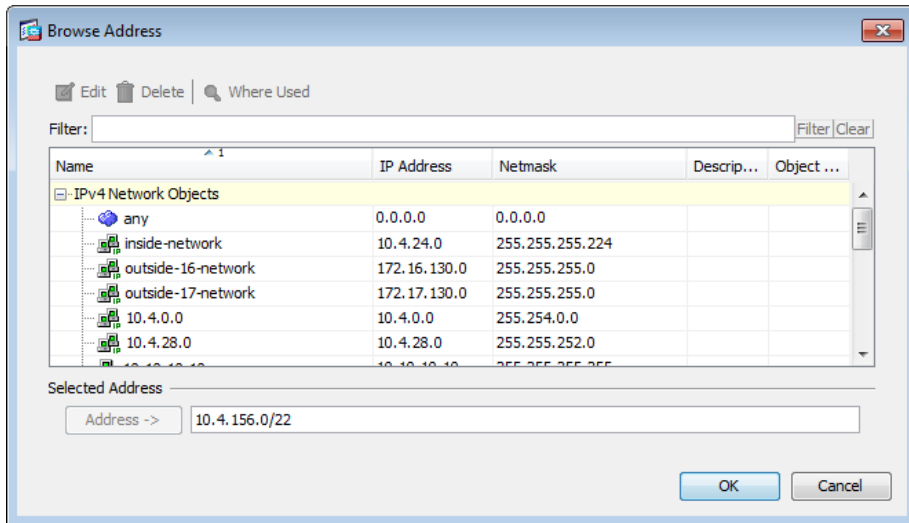 Browse Address
Edit Delete Where Used
Filter: Filter Clear
Name 1 IP Address Netmask Descrip... Object ...
IPv4 Network Objects
any 0.0.0.0 0.0.0.0
inside-network 10.4.24.0 255.255.255.224
outside-16-network 172.16.130.0 255.255.255.0
outside-17-network 172.17.130.0 255.255.255.0
10.4.0.0 10.4.0.0 255.254.0.0
10.4.28.0 10.4.28.0 255.255.252.0
Selected Address
Address -> 10.4.156.0/22
OK Cancel